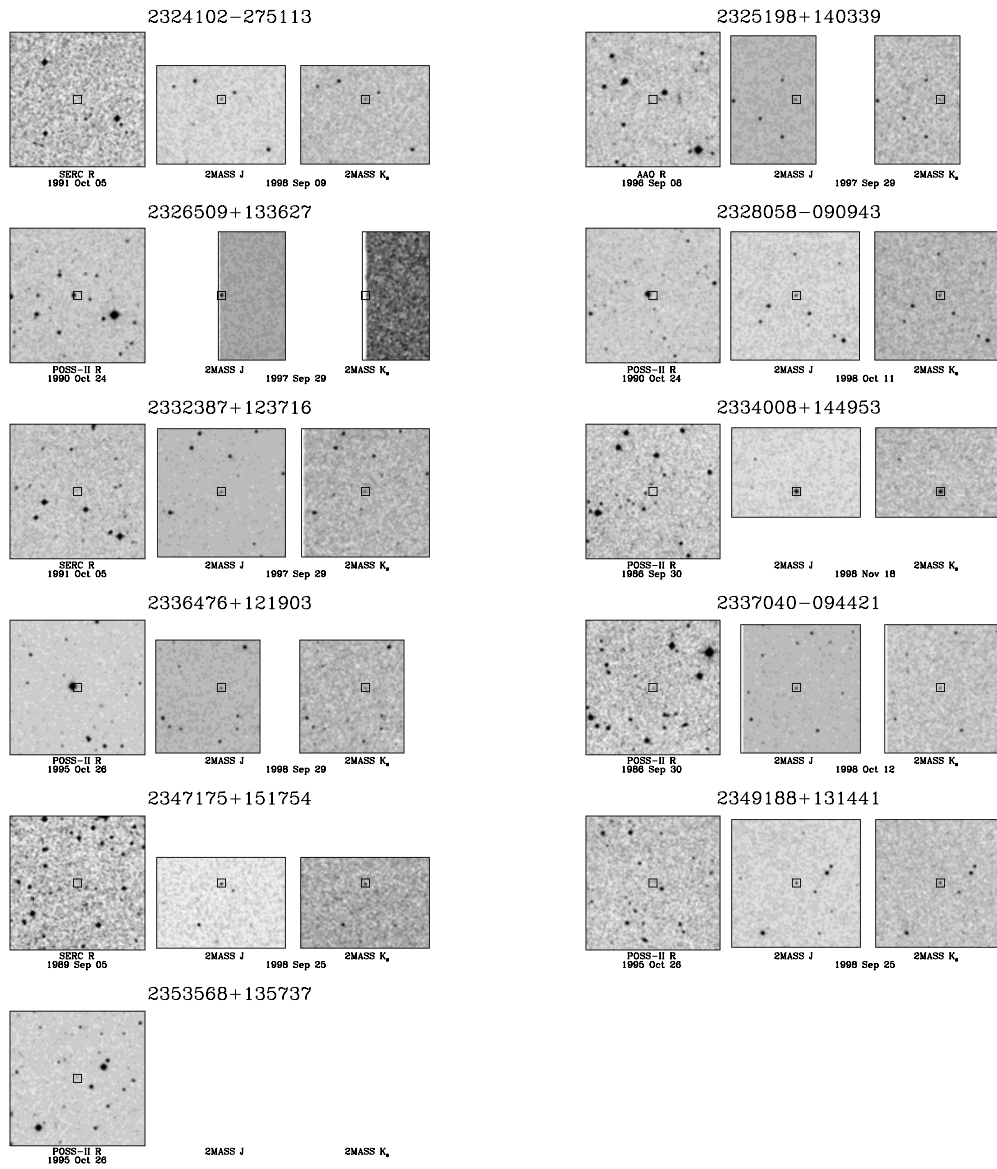 2324102−275113
SERC R
1991 Oct 05
2MASS J
2MASS Ks
1998 Sep 09
2325198+140339
AAO R
1996 Sep 08
2MASS J
2MASS Ks
1997 Sep 29
2326509+133627
POSS-II R
1990 Oct 24
2MASS J
2MASS Ks
1997 Sep 29
2328058−090943
POSS-II R
1990 Oct 24
2MASS J
2MASS Ks
1998 Oct 11
2332387+123716
SERC R
1991 Oct 05
2MASS J
2MASS Ks
1997 Sep 29
2334008+144953
POSS-II R
1986 Sep 30
2MASS J
2MASS Ks
1998 Nov 18
2336476+121903
POSS-II R
1995 Oct 26
2MASS J
2MASS Ks
1998 Sep 29
2337040−094421
POSS-II R
1986 Sep 30
2MASS J
2MASS Ks
1998 Oct 12
2347175+151754
SERC R
1989 Sep 05
2MASS J
2MASS Ks
1998 Sep 25
2349188+131441
POSS-II R
1995 Oct 26
2MASS J
2MASS Ks
1998 Sep 25
2353568+135737
POSS-II R
1995 Oct 26
2MASS J
2MASS Ks